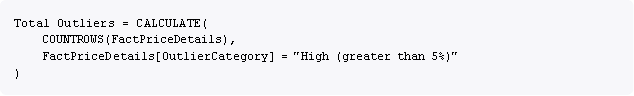 Total Outliers = CALCULATE(
    COUNTROWS(FactPriceDetails),
    FactPriceDetails[OutlierCategory] = "High (greater than 5%)"
)